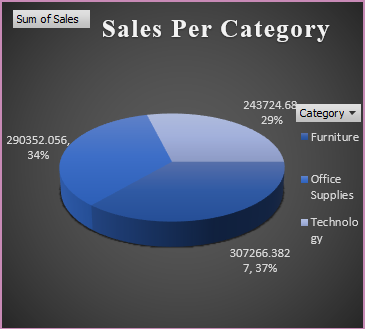 Sum of Sales
Sales Per Category
243724.68,
29%
Category
290352.056,
34%
Furniture
Office
Supplies
Technolo
gy
307266.382
7, 37%